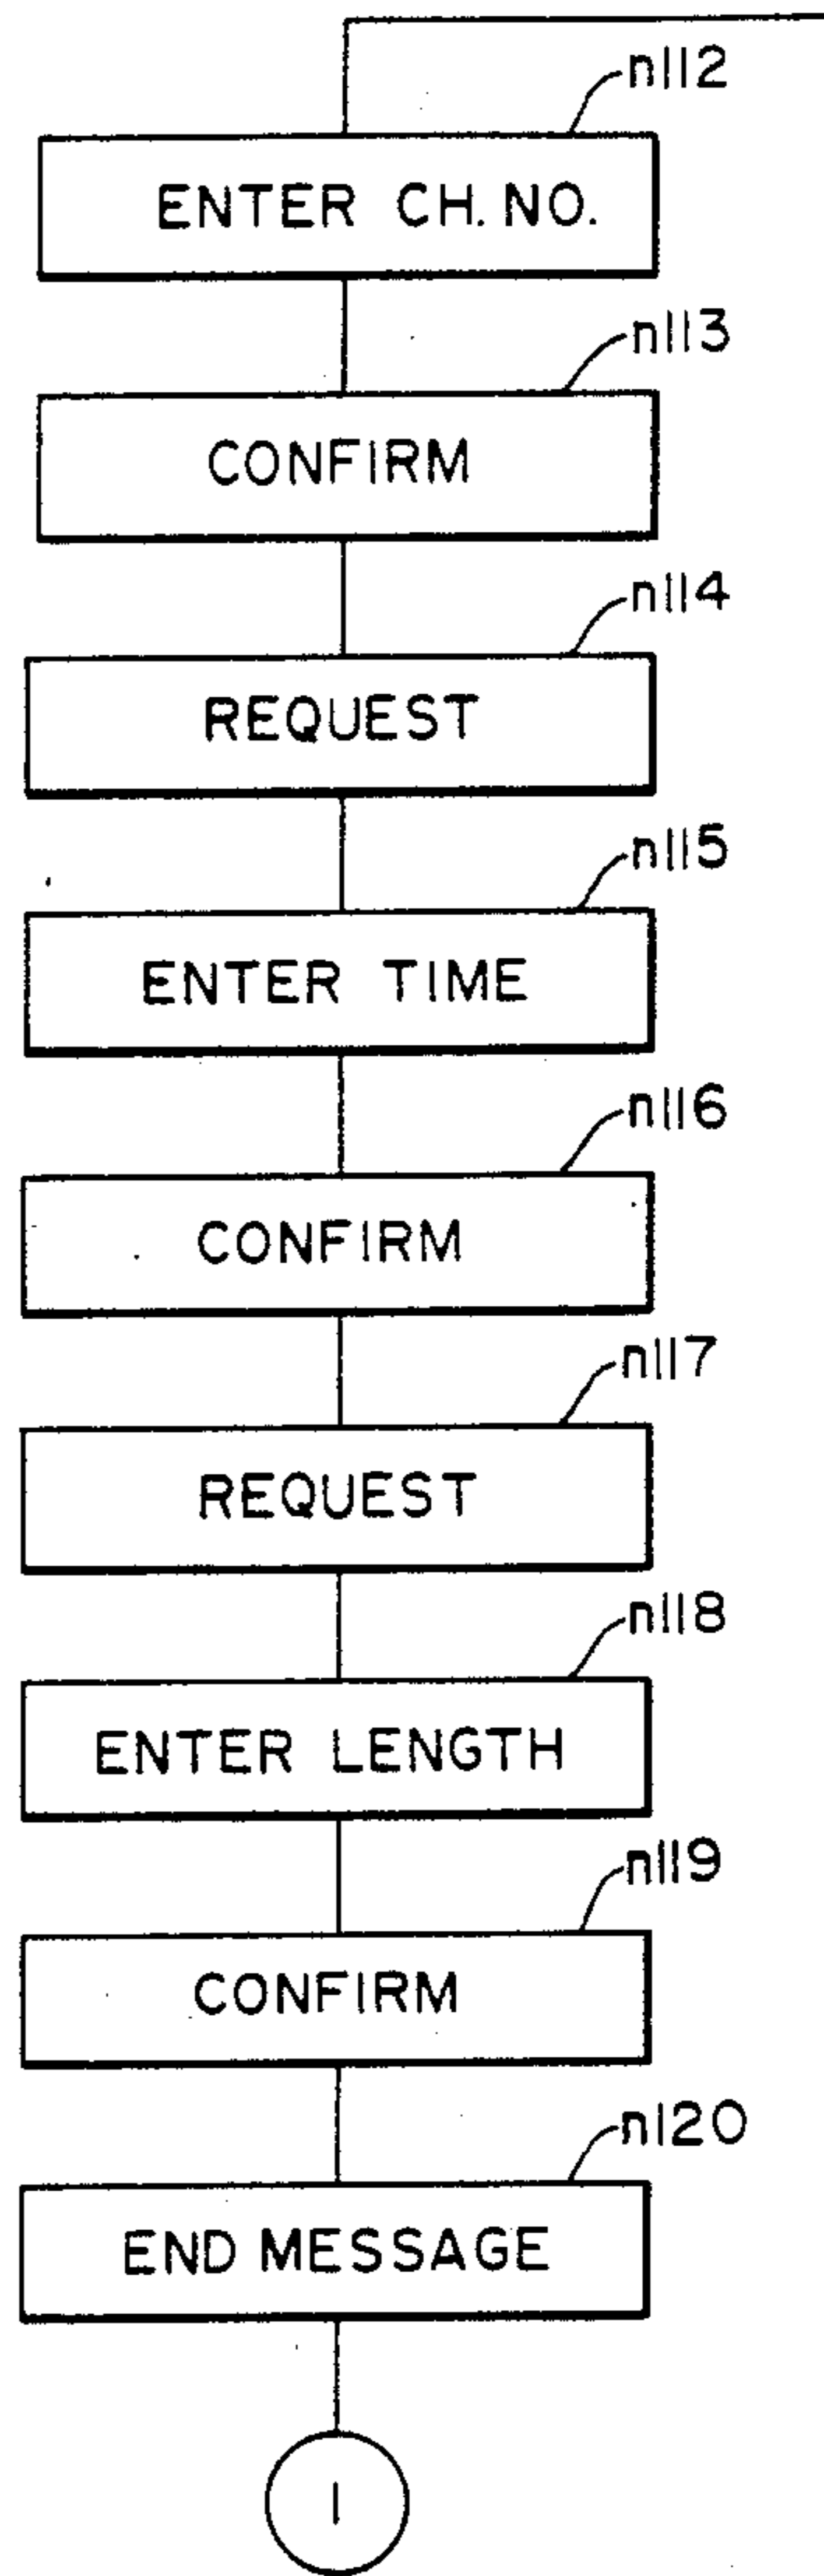 n112
ENTER CH. NO.
n113
CONFIRM
n114
REQUEST
n115
ENTER TIME
n116
CONFIRM
n117
REQUEST
n118
ENTER LENGTH
n119
CONFIRM
n120
END MESSAGE
1